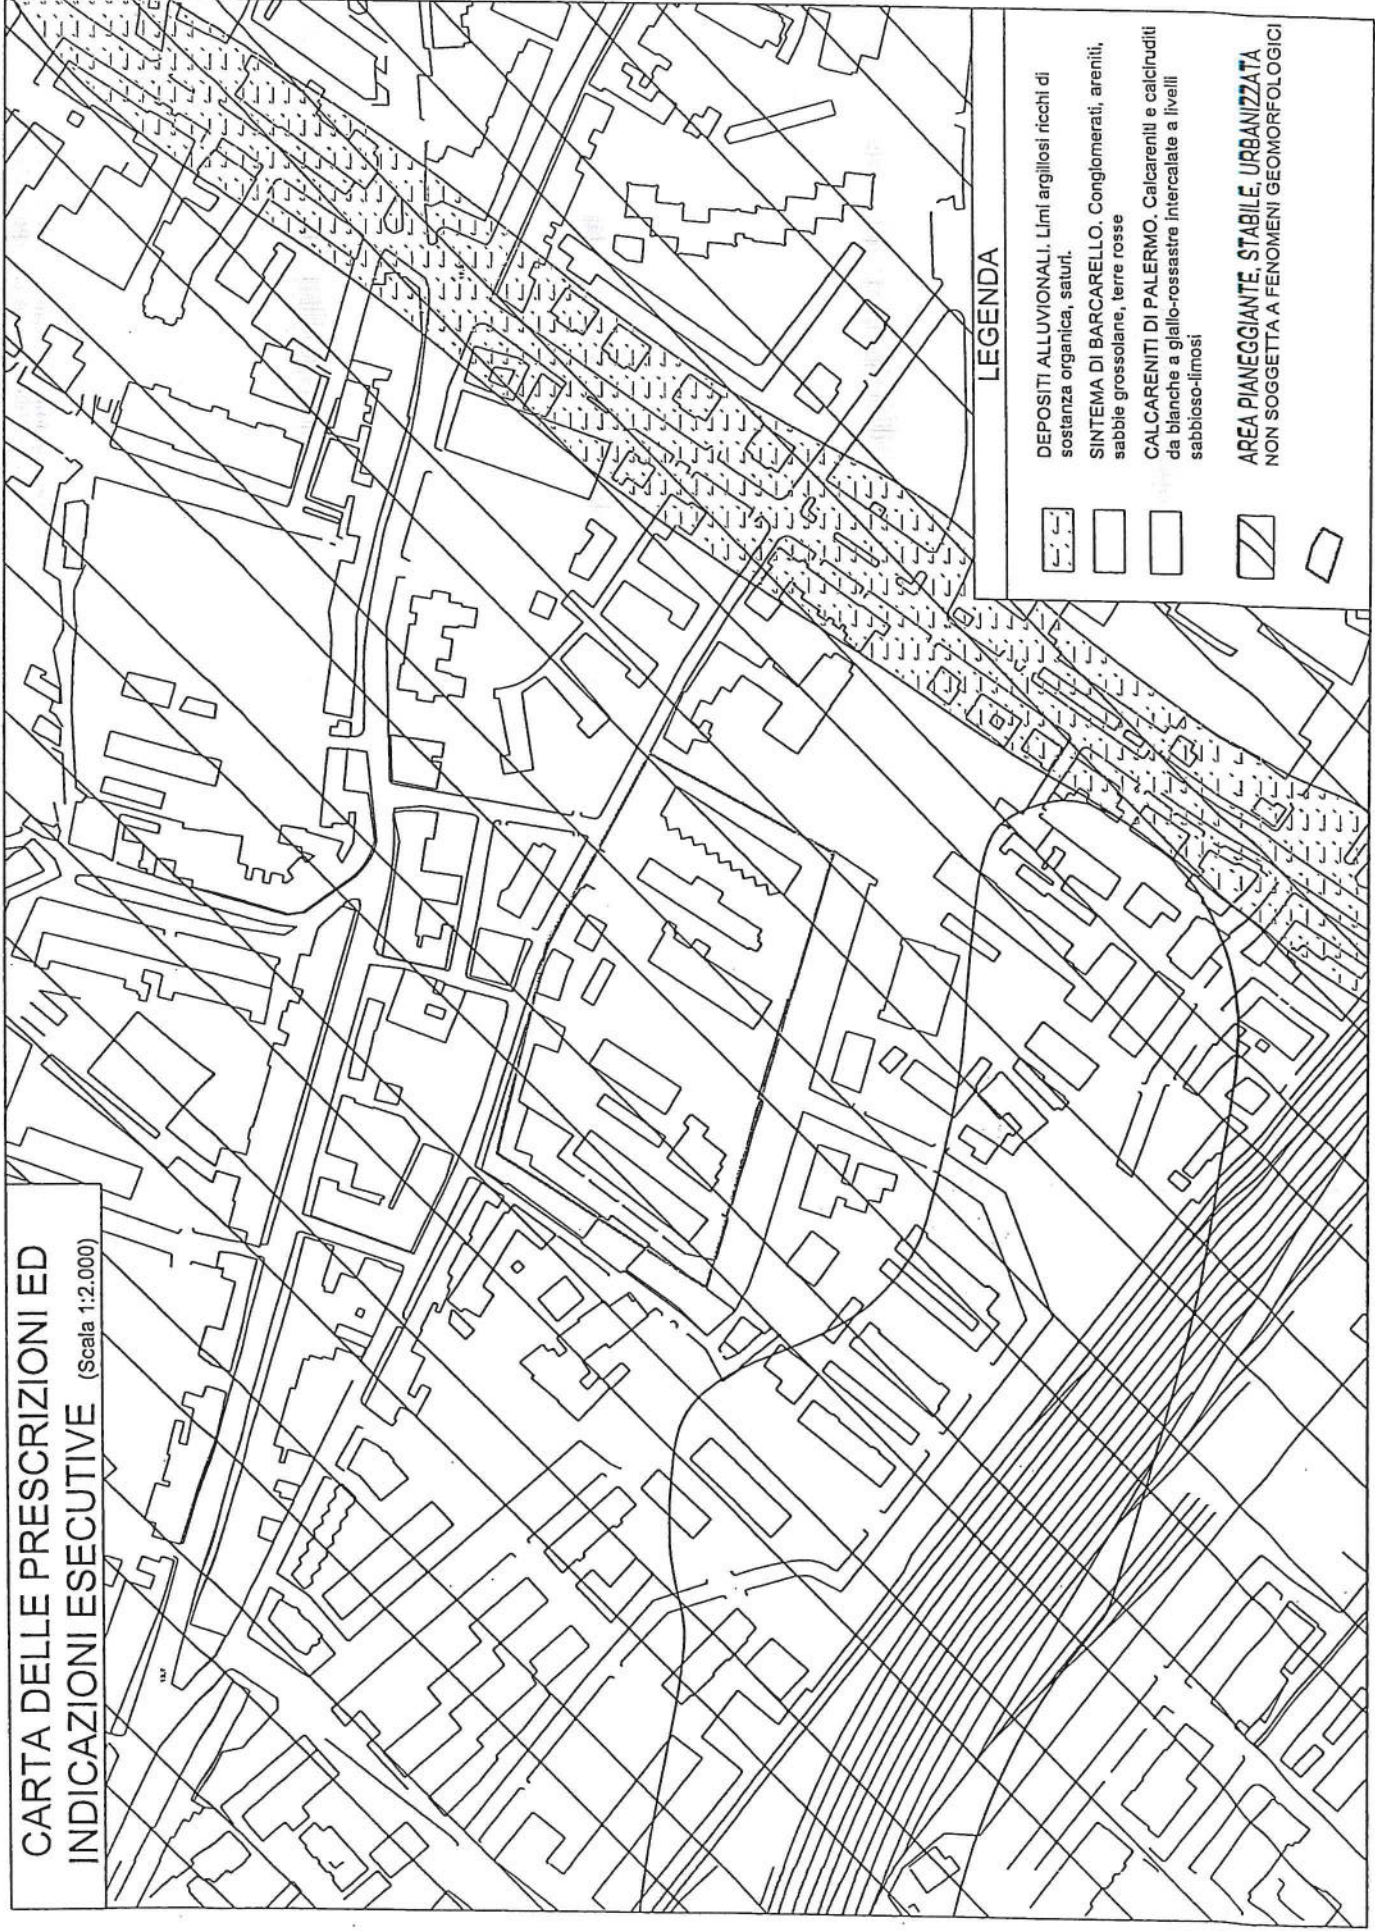 CARTA DELLE PRESCRIZIONI ED
INDICAZIONI ESECUTIVE (Scala 1:2.000)
LEGENDA
DEPOSITI ALLUVIONALI. Limi argillosi ricchi di
sostanza organica, saturi.
SINTEMA DI BARCARELLO. Conglomerati, areniti,
sabbie grossolane, terre rosse
CALCARENITI DI PALERMO. Calcareniti e calciruditi
da bianche a giallo-rossastre intercalate a livelli
sabbioso-limosi
AREA PIANEGGIANTE, STABILE, URBANIZZATA
NON SOGGETTA A FENOMENI GEOMORFOLOGICI